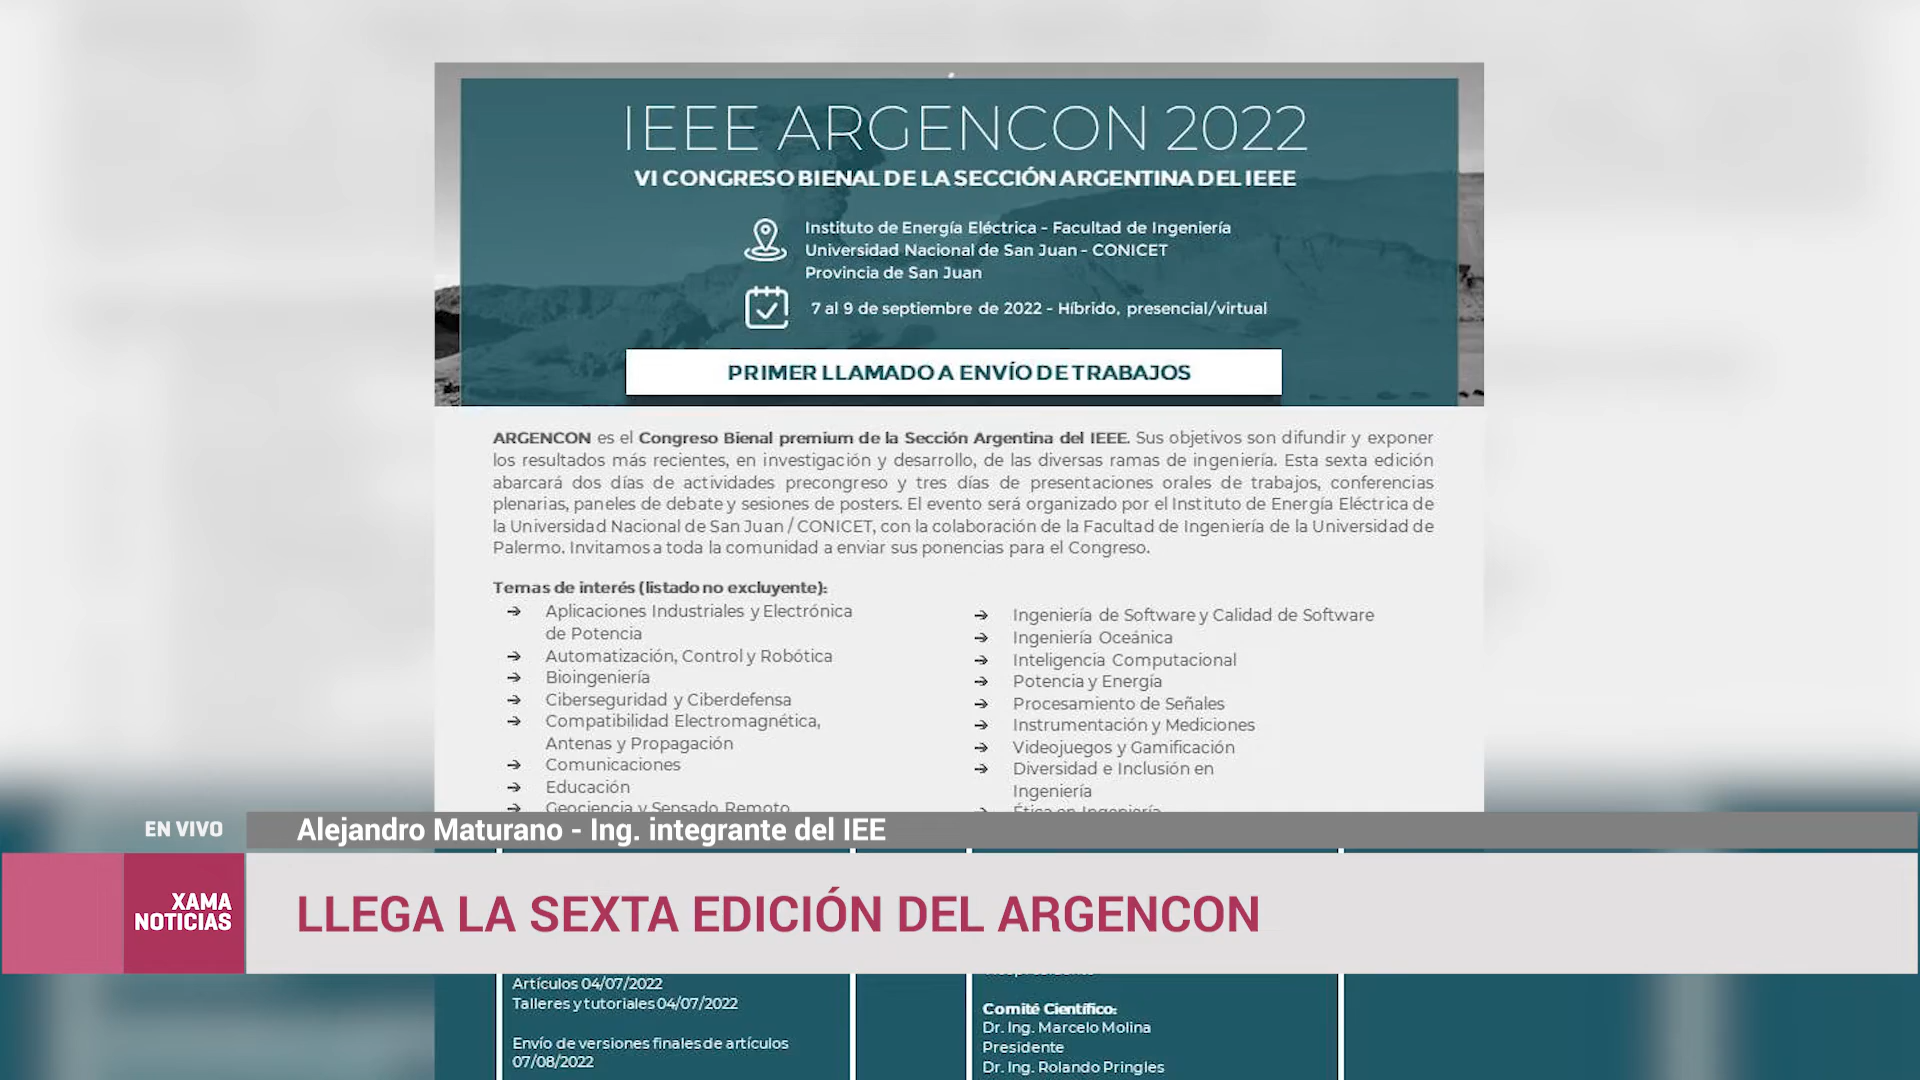 IEEE ARGENCON 2022
VI CONGRESO BIENAL DE LA SECCIÓN ARGENTINA DEL IEEE
Instituto de Energía Eléctrica - Facultad de Ingeniería
Universidad Nacional de San Juan - CONICET
Provincia de San Juan
7 al 9 de septiembre de 2022 - Híbrido, presencial/virtual
PRIMER LLAMADO A ENVÍO DE TRABAJOS
ARGENCON es el Congreso Bienal premium de la Sección Argentina del IEEE. Sus objetivos son difundir y exponer
los resultados más recientes, en investigación y desarrollo, de las diversas ramas de ingeniería. Esta sexta edición
abarcará dos días de actividades precongreso y tres días de presentaciones orales de trabajos, conferencias
plenarias, paneles de debate y sesiones de posters. El evento será organizado por el Instituto de Energía Eléctrica de
la Universidad Nacional de San Juan / CONICET, con la colaboración de la Facultad de Ingeniería de la Universidad de
Palermo. Invitamos a toda la comunidad a enviar sus ponencias para el Congreso.
Temas de interés (listado no excluyente):
→ Aplicaciones Industriales y Electrónica
de Potencia
→ Automatización, Control y Robótica
→ Bioingeniería
→ Ciberseguridad y Ciberdefensa
→ Compatibilidad Electromagnética,
Antenas y Propagación
→ Comunicaciones
→ Educación
→ Geociencia y Sensado Remoto
→ Ingeniería de Software y Calidad de Software
→ Ingeniería Oceánica
→ Inteligencia Computacional
→ Potencia y Energía
→ Procesamiento de Señales
→ Instrumentación y Mediciones
→ Videojuegos y Gamificación
→ Diversidad e Inclusión en
Ingeniería
→ Ética en Ingeniería
EN VIVO
Alejandro Maturano - Ing. integrante del IEE
XAMA
NOTICIAS
LLEGA LA SEXTA EDICIÓN DEL ARGENCON
Artículos 04/07/2022
Talleres y tutoriales 04/07/2022
Envío de versiones finales de artículos
07/08/2022
Comité Científico:
Dr. Ing. Marcelo Molina
Presidente
Dr. Ing. Rolando Pringles